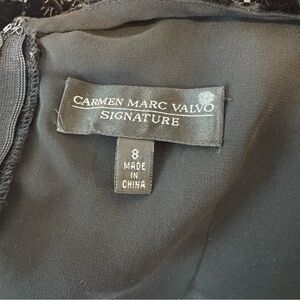 CARMEN MARC VALVO
SIGNATURE
8
MADE
IN
CHINA